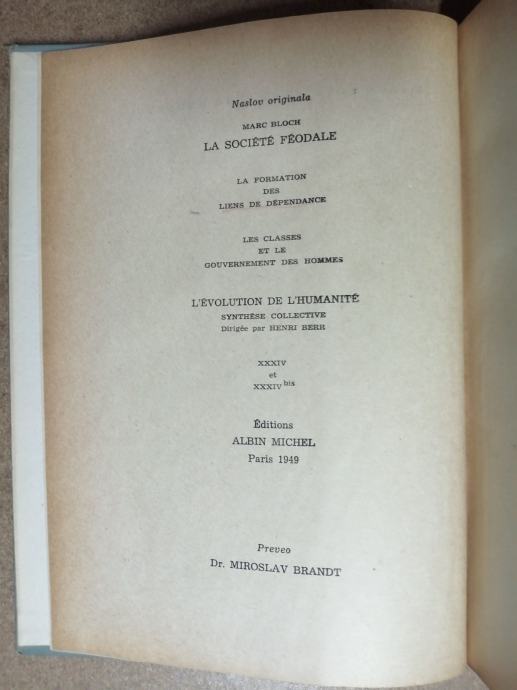 Naslov originala
MARC BLOCH
LA SOCIÉTÉ FÉODALE
LA FORMATION
DES
LIENS DE DÉPENDANCE
LES CLASSES
ET LE
GOUVERNEMENT DES HOMMES
L'ÉVOLUTION DE L'HUMANITÉ
SYNTHÈSE COLLECTIVE
Dirigée par HENRI BERR
XXXIV
et
XXXIV bis
Éditions
ALBIN MICHEL
Paris 1949
Preveo
Dr. MIROSLAV BRANDT